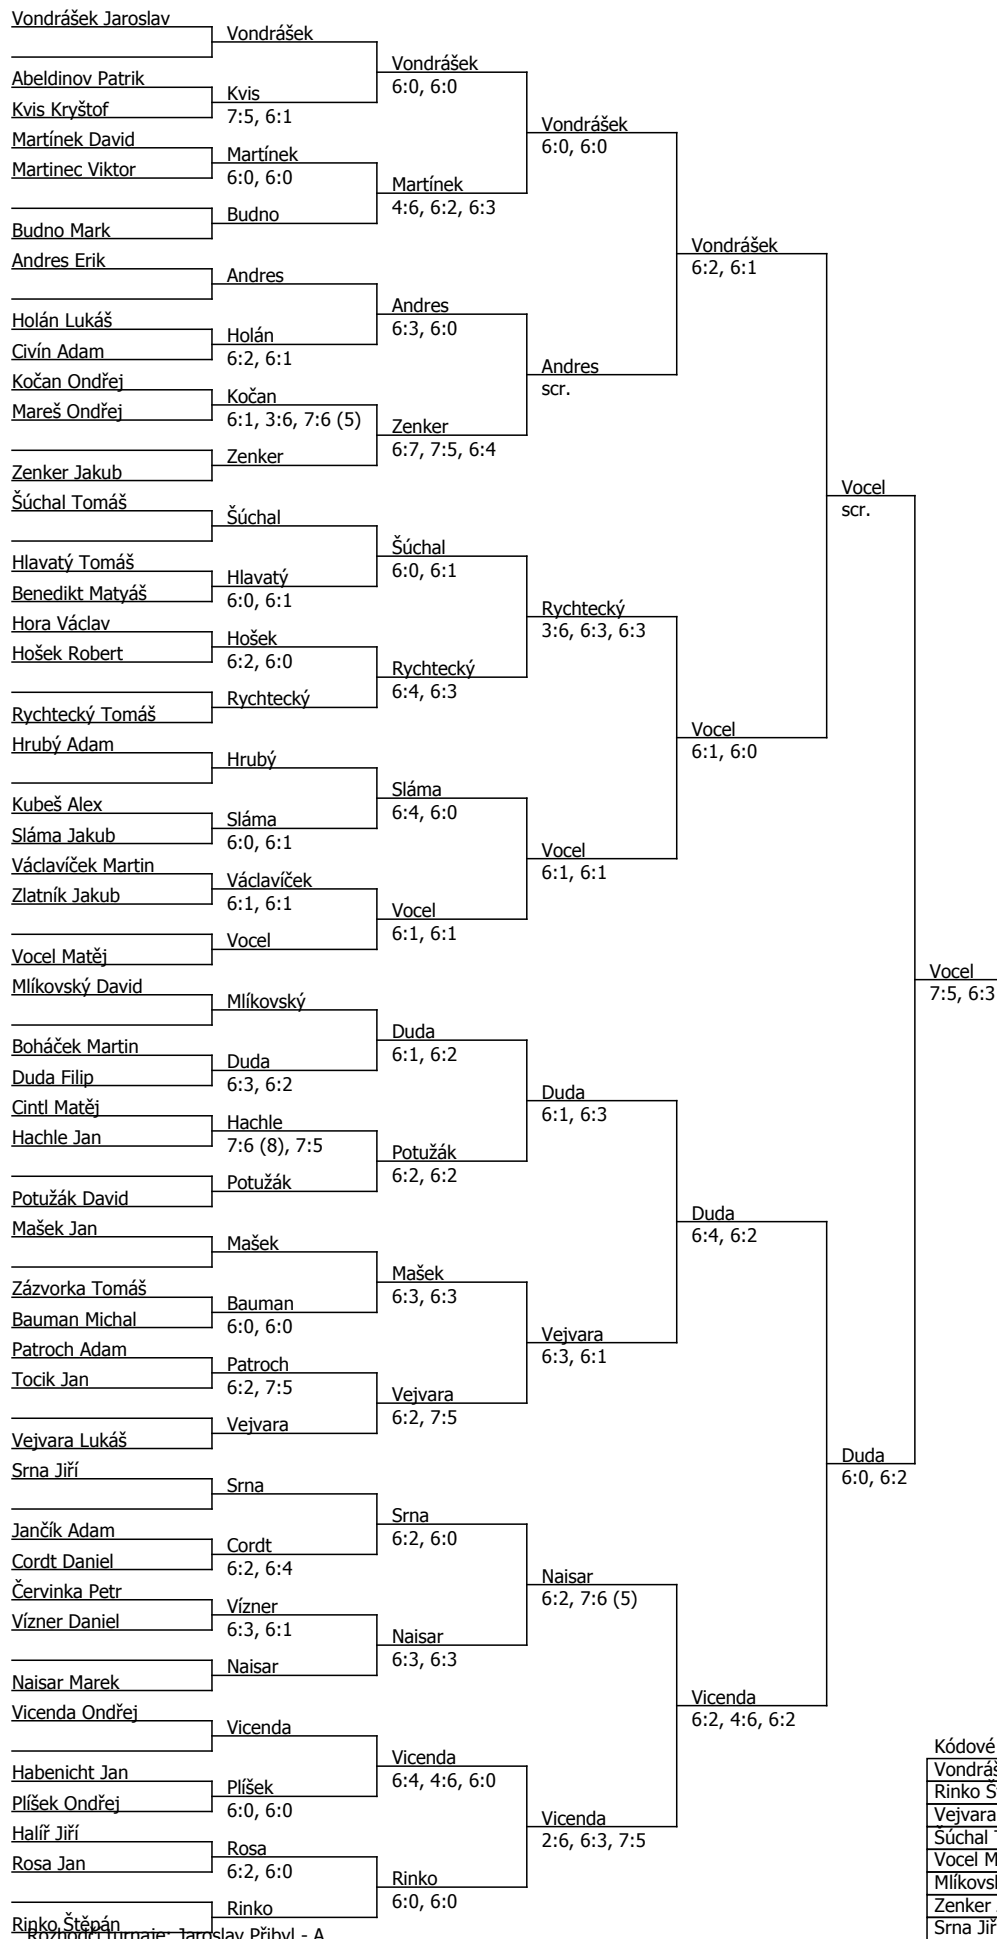 Vondrášek Jaroslav
Vondrášek
Vondrášek
6:0, 6:0
Abeldinov Patrik
Kvis Kryštof
Kvis
7:5, 6:1
Vondrášek
6:0, 6:0
Martínek David
Martinec Viktor
Martínek
6:0, 6:0
Martínek
4:6, 6:2, 6:3
Budno
Budno Mark
Vondrášek
6:2, 6:1
Andres Erik
Andres
Andres
6:3, 6:0
Holán Lukáš
Civín Adam
Holán
6:2, 6:1
Andres
scr.
Kočan Ondřej
Mareš Ondřej
Kočan
6:1, 3:6, 7:6 (5)
Zenker
6:7, 7:5, 6:4
Zenker
Zenker Jakub
Vocel
scr.
Šúchal Tomáš
Šúchal
Šúchal
6:0, 6:1
Hlavatý Tomáš
Benedikt Matyáš
Hlavatý
6:0, 6:1
Rychtecký
3:6, 6:3, 6:3
Hora Václav
Hošek Robert
Hošek
6:2, 6:0
Rychtecký
6:4, 6:3
Rychtecký
Rychtecký Tomáš
Vocel
6:1, 6:0
Hrubý Adam
Hrubý
Sláma
6:4, 6:0
Kubeš Alex
Sláma Jakub
Sláma
6:0, 6:1
Vocel
6:1, 6:1
Václavíček Martin
Zlatník Jakub
Václavíček
6:1, 6:1
Vocel
6:1, 6:1
Vocel
Vocel Matěj
Vocel
7:5, 6:3
Mlíkovský David
Mlíkovský
Duda
6:1, 6:2
Boháček Martin
Duda Filip
Duda
6:3, 6:2
Duda
6:1, 6:3
Cintl Matěj
Hachle Jan
Hachle
7:6 (8), 7:5
Potužák
6:2, 6:2
Potužák
Potužák David
Duda
6:4, 6:2
Mašek Jan
Mašek
Mašek
6:3, 6:3
Zázvorka Tomáš
Bauman Michal
Bauman
6:0, 6:0
Vejvara
6:3, 6:1
Patroch Adam
Tocik Jan
Patroch
6:2, 7:5
Vejvara
6:2, 7:5
Vejvara
Vejvara Lukáš
Duda
6:0, 6:2
Srna Jiří
Srna
Srna
6:2, 6:0
Jančík Adam
Cordt Daniel
Cordt
6:2, 6:4
Naisar
6:2, 7:6 (5)
Červinka Petr
Vízner Daniel
Vízner
6:3, 6:1
Naisar
6:3, 6:3
Naisar
Naisar Marek
Vicenda
6:2, 4:6, 6:2
Vicenda Ondřej
Vicenda
Vicenda
6:4, 4:6, 6:0
Habenicht Jan
Plíšek Ondřej
Plíšek
6:0, 6:0
Vicenda
2:6, 6:3, 7:5
Halíř Jiří
Rosa Jan
Rosa
6:2, 6:0
Rinko
6:0, 6:0
Rinko
Rinko Štěpán
Rozhodčí turnaje: Jaroslav Přibyl - A
Kódové
Vondráš
Rinko Š
Vejvara
Šúchal T
Vocel M
Mlíkovsk
Zenker
Srna Jiř